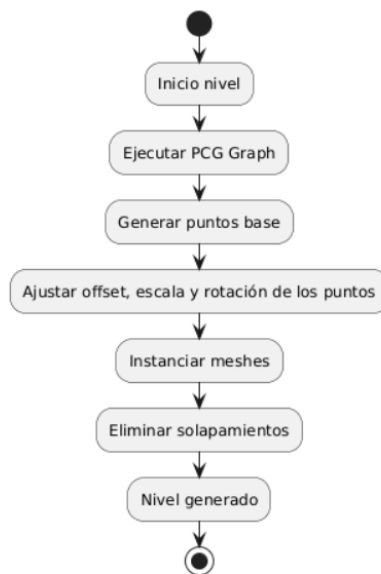 Inicio nivel
Ejecutar PCG Graph
Generar puntos base
Ajustar offset, escala y rotación de los puntos
Instanciar meshes
Eliminar solapamientos
Nivel generado